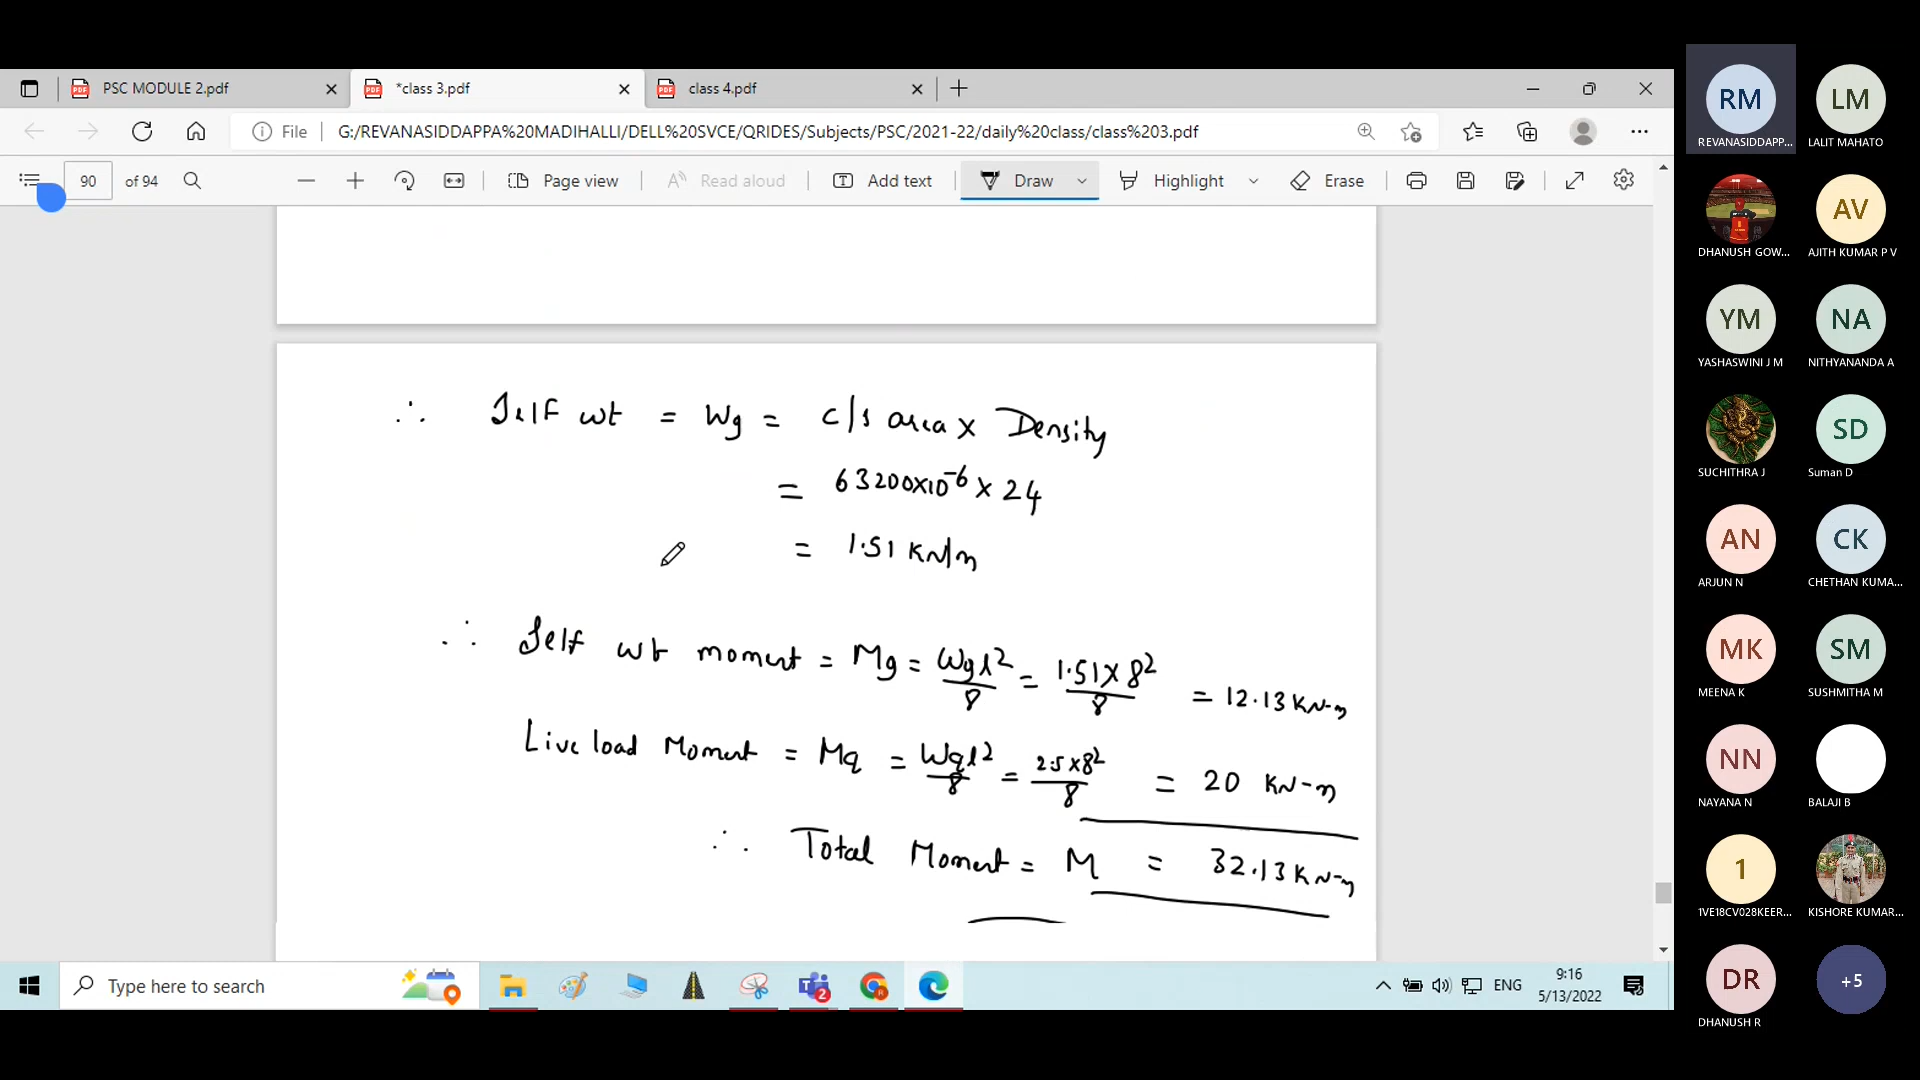 PSC MODULE 2.pdf
*class 3.pdf
class 4.pdf
File
G:/REVANASIDDAPPA%20MADIHALLI/DELL%20SVCE/QRIDES/Subjects/PSC/2021-22/daily%20class/class%203.pdf
90 of 94
Page view
Read aloud
Add text
Draw
Highlight
Erase
∴ Self wt = Wg = c/s area x Density
= 63200x10⁻⁶ x 24
= 1.51 KN/m
∴ Self wt moment = Mg = Wgl²/8 = 1.51 x 8²/8 = 12.13 KN-m
Live load Moment = Mq = Wql²/8 = 2.5 x 8²/8 = 20 KN-m
∴ Total Moment = M = 32.13 KN-m
Type here to search
2
ENG
9:16
5/13/2022
RM
REVANASIDDAPP...
LM
LALIT MAHATO
DHANUSH GOW...
AV
AJITH KUMAR P V
YM
YASHASWINI J M
NA
NITHYANANDA A
SUCHITHRA J
SD
Suman D
AN
ARJUN N
CK
CHETHAN KUMA...
MK
MEENA K
SM
SUSHMITHA M
NN
NAYANA N
BALAJI B
1
1VE18CV028KEER...
KISHORE KUMAR...
DR
DHANUSH R
+5